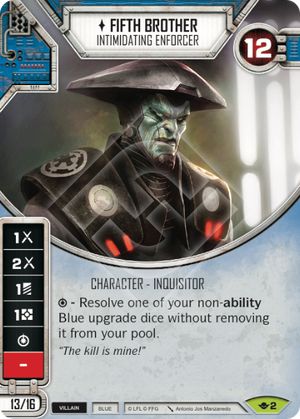 FIFTH BROTHER
INTIMIDATING ENFORCER
12
1
2
1
1
-
CHARACTER - INQUISITOR
- Resolve one of your non-ability
Blue upgrade dice without removing
it from your pool.
"The kill is mine!"
13/16
VILLAIN
BLUE
© LFL © FFG
Antonio Jos Manzanedo
2